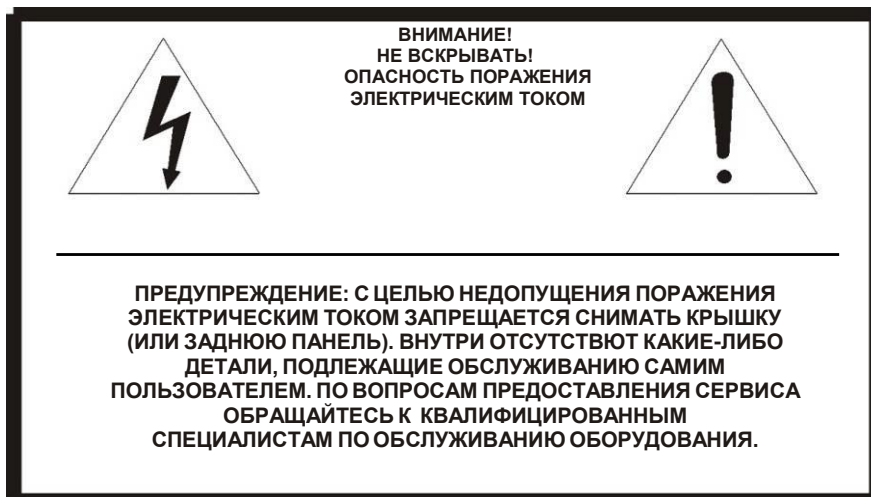 ВНИМАНИЕ!
НЕ ВСКРЫВАТЬ!
ОПАСНОСТЬ ПОРАЖЕНИЯ
ЭЛЕКТРИЧЕСКИМ ТОКОМ
ПРЕДУПРЕЖДЕНИЕ: С ЦЕЛЬЮ НЕДОПУЩЕНИЯ ПОРАЖЕНИЯ
ЭЛЕКТРИЧЕСКИМ ТОКОМ ЗАПРЕЩАЕТСЯ СНИМАТЬ КРЫШКУ
(ИЛИ ЗАДНЮЮ ПАНЕЛЬ). ВНУТРИ ОТСУТСТВЮТ КАКИЕ-ЛИБО
ДЕТАЛИ, ПОДЛЕЖАЩИЕ ОБСЛУЖИВАНИЮ САМИМ
ПОЛЬЗОВАТЕЛЕМ. ПО ВОПРОСАМ ПРЕДОСТАВЛЕНИЯ СЕРВИСА
ОБРАЩАЙТЕСЬ К КВАЛИФИЦИРОВАННЫМ
СПЕЦИАЛИСТАМ ПО ОБСЛУЖИВАНИЮ ОБОРУДОВАНИЯ.